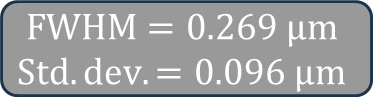 FWHM = 0.269 μm
Std. dev. = 0.096 μm